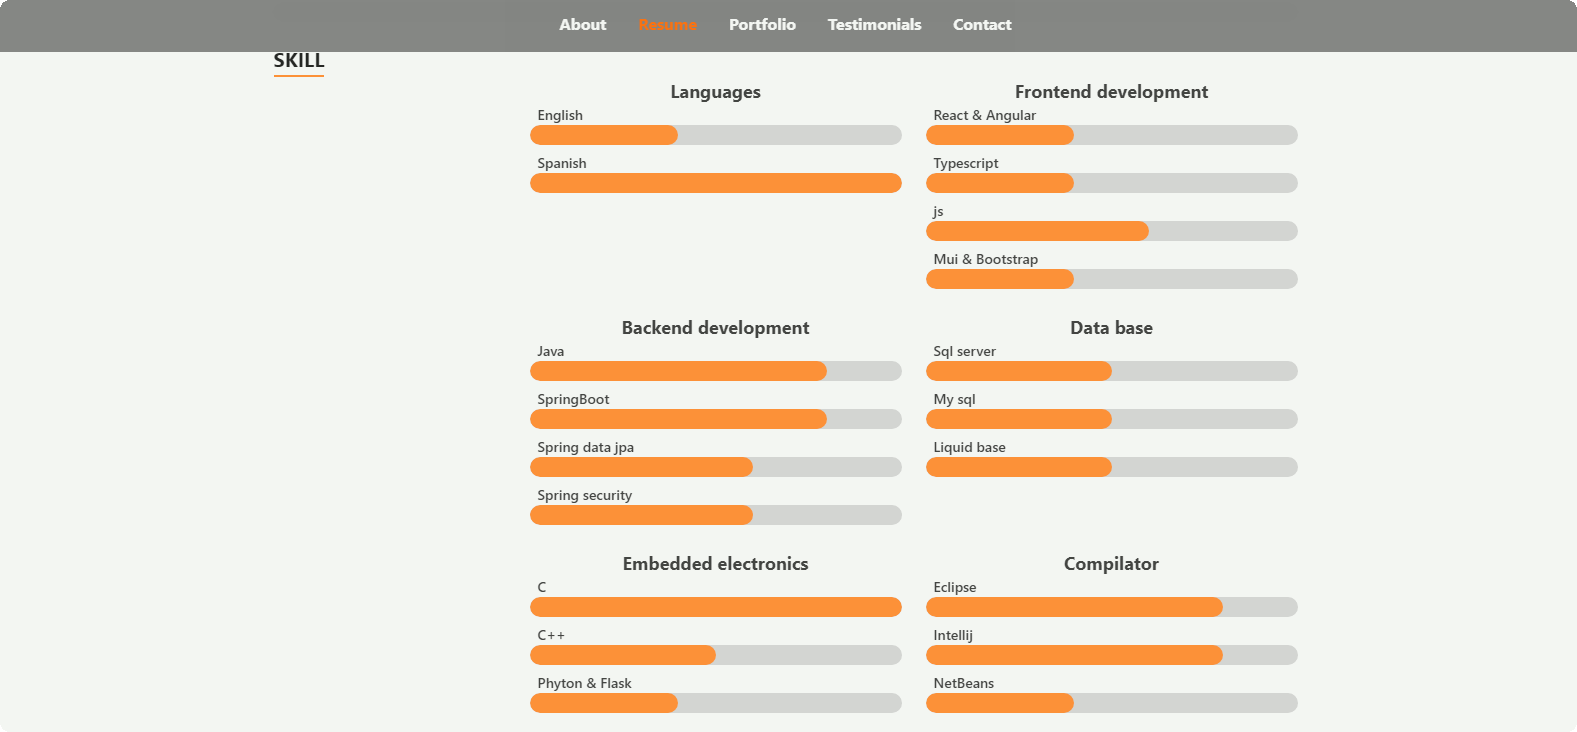 About Resume Portfolio Testimonials Contact
SKILL
Languages
English
Spanish
Frontend development
React & Angular
Typescript
js
Mui & Bootstrap
Backend development
Java
SpringBoot
Spring data jpa
Spring security
Data base
Sql server
My sql
Liquid base
Embedded electronics
C
C++
Phyton & Flask
Compilator
Eclipse
Intellij
NetBeans